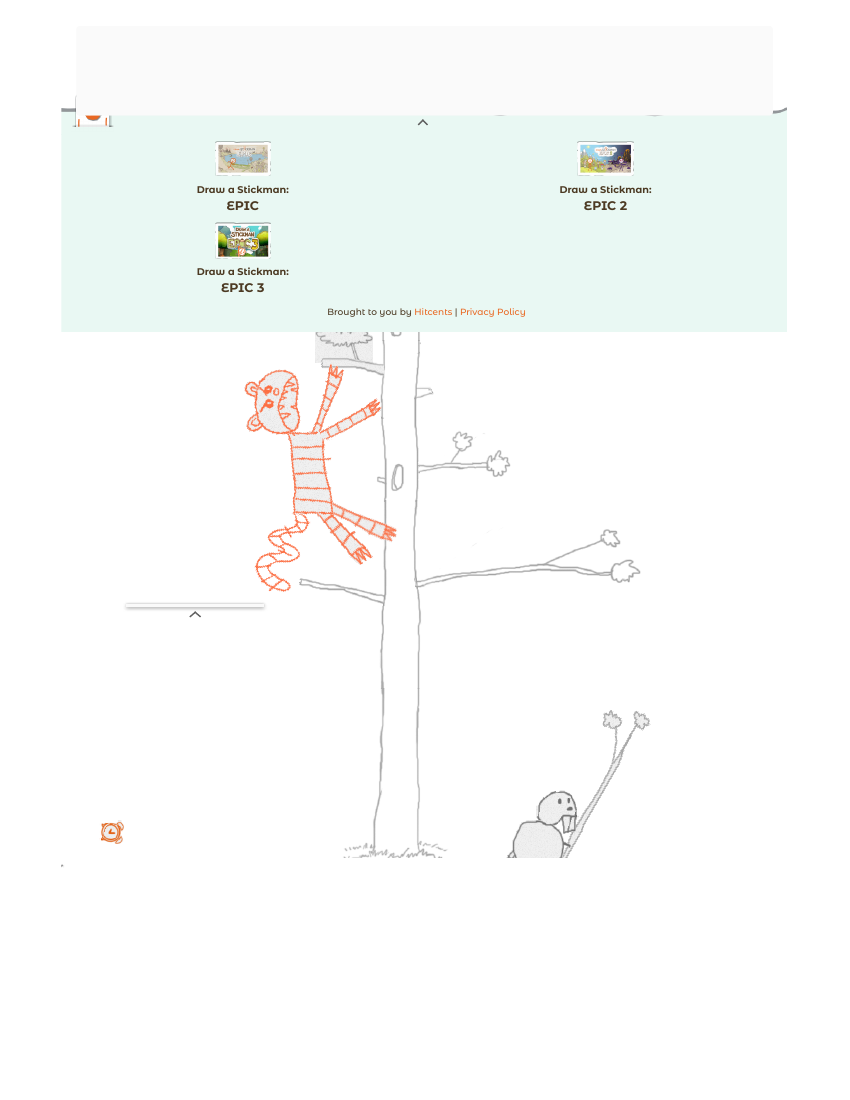 Draw a Stickman:
EPIC
Draw a Stickman:
EPIC 2
Draw a Stickman:
EPIC 3
Brought to you by Hitcents | Privacy Policy